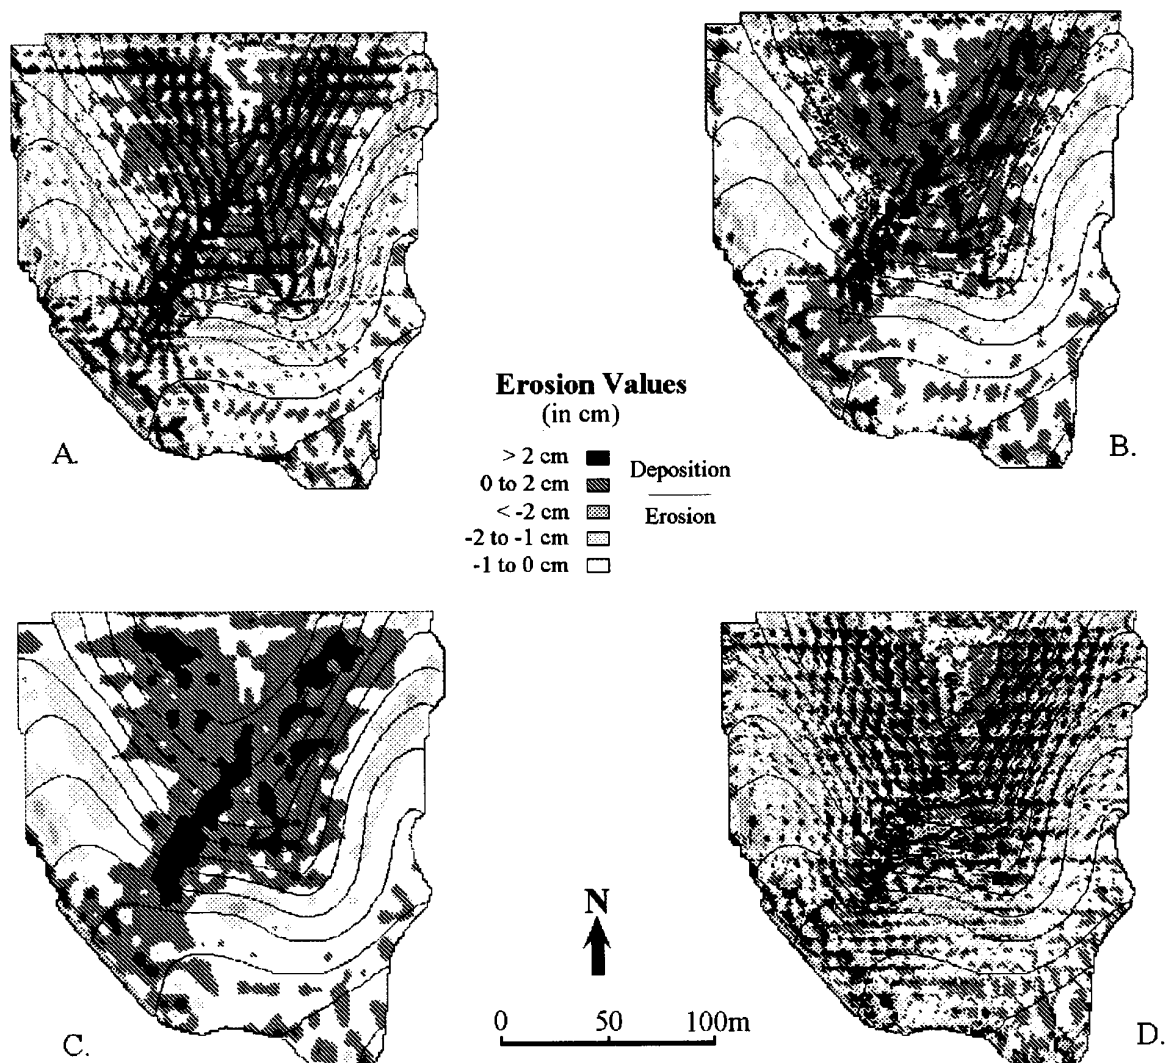 A.
B.
Erosion Values
(in cm)
> 2 cm
0 to 2 cm
< -2 cm
-2 to -1 cm
-1 to 0 cm
Deposition
Erosion
N
0 50 100m
C.
D.